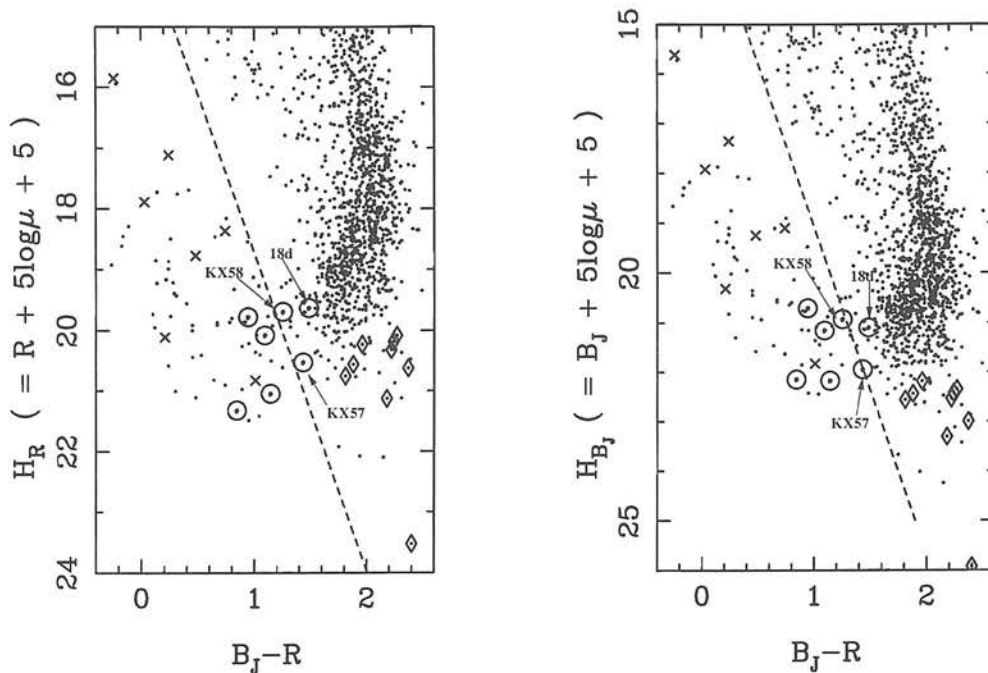 16
18
20
22
24
H_R ( = R + 5logμ + 5 )
KX58
18d
KX57
0
1
2
B_J−R
15
20
25
H_{B_J} ( = B_J + 5logμ + 5 )
KX58
KX57
0
1
2
B_J−R